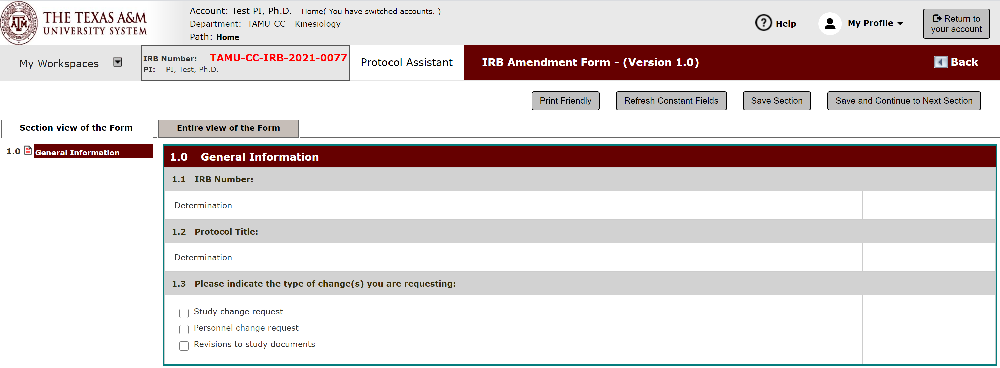 THE TEXAS A&M
UNIVERSITY SYSTEM
Account: Test PI, Ph.D. Home( You have switched accounts. )
Department: TAMU-CC - Kinesiology
Path: Home
Help
My Profile
Return to
your account
My Workspaces
IRB Number: TAMU-CC-IRB-2021-0077
PI: PI, Test, Ph.D.
Protocol Assistant
IRB Amendment Form - (Version 1.0)
Back
Print Friendly
Refresh Constant Fields
Save Section
Save and Continue to Next Section
Section view of the Form
Entire view of the Form
1.0 General Information
1.0 General Information
1.1 IRB Number:
Determination
1.2 Protocol Title:
Determination
1.3 Please indicate the type of change(s) you are requesting:
Study change request
Personnel change request
Revisions to study documents